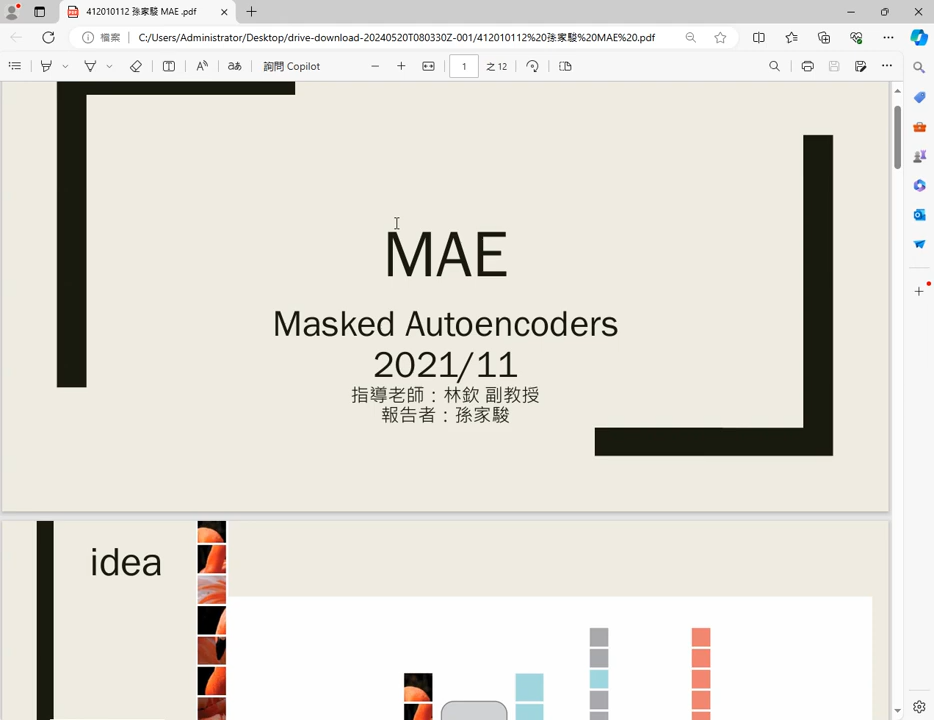 412010112 孫家駿 MAE .pdf
檔案
C:/Users/Administrator/Desktop/drive-download-20240520T080330Z-001/412010112%20孫家駿%20MAE%20.pdf
詢問 Copilot
1
之 12
MAE
Masked Autoencoders
2021/11
指導老師：林欽 副教授
報告者：孫家駿
idea